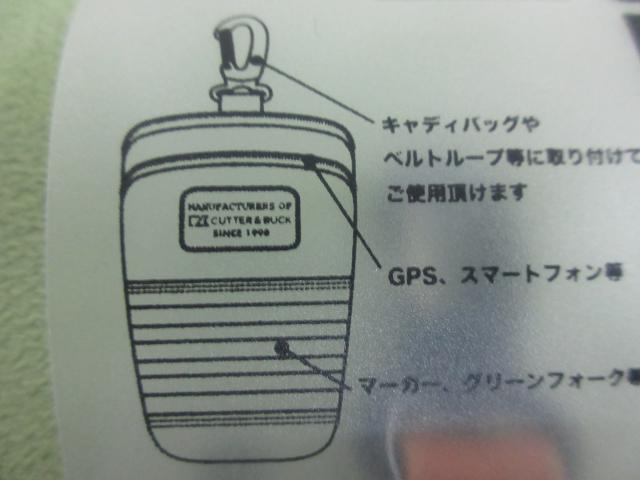 キャディバッグや
ベルトループ等に取り付けて
ご使用頂けます
MANUFACTURERS OF
CUTTER & BUCK
SINCE 1990
GPS、スマートフォン等
マーカー、グリーンフォーク等